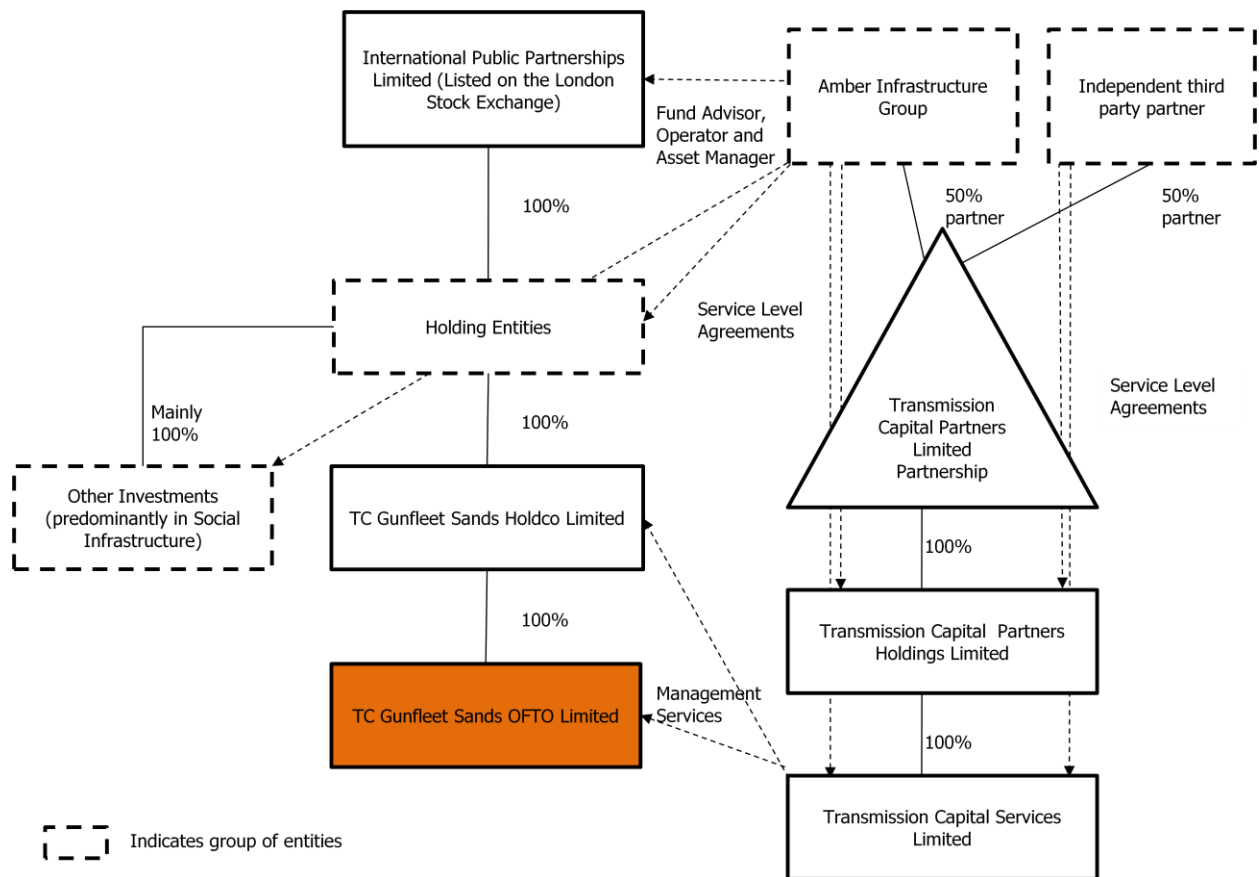 International Public Partnerships
Limited (Listed on the London
Stock Exchange)
Amber Infrastructure
Group
Independent third
party partner
Fund Advisor,
Operator and
Asset Manager
100%
50%
partner
50%
partner
Holding Entities
Service Level
Agreements
Service Level
Agreements
Mainly
100%
100%
Transmission
Capital Partners
Limited
Partnership
Other Investments
(predominantly in Social
Infrastructure)
TC Gunfleet Sands Holdco Limited
100%
100%
Transmission Capital  Partners
Holdings Limited
TC Gunfleet Sands OFTO Limited
Management
Services
100%
Transmission Capital Services
Limited
Indicates group of entities